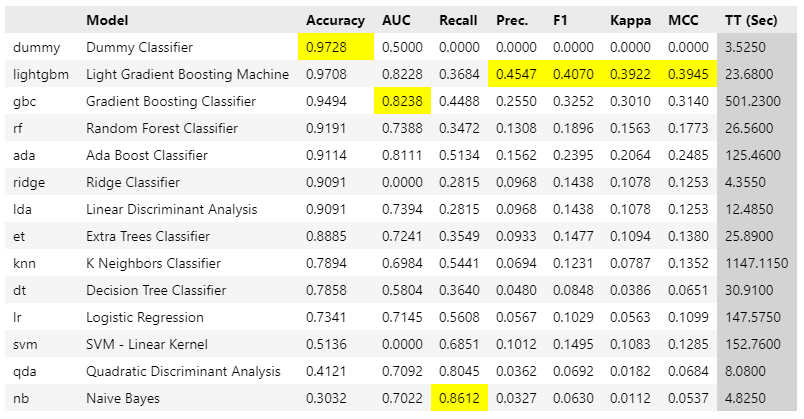 Model Accuracy AUC Recall Prec. F1 Kappa MCC TT (Sec)
dummy Dummy Classifier 0.9728 0.5000 0.0000 0.0000 0.0000 0.0000 0.0000 3.5250
lightgbm Light Gradient Boosting Machine 0.9708 0.8228 0.3684 0.4547 0.4070 0.3922 0.3945 23.6800
gbc Gradient Boosting Classifier 0.9494 0.8238 0.4488 0.2550 0.3252 0.3010 0.3140 501.2300
rf Random Forest Classifier 0.9191 0.7388 0.3472 0.1308 0.1896 0.1563 0.1773 26.5600
ada Ada Boost Classifier 0.9114 0.8111 0.5134 0.1562 0.2395 0.2064 0.2485 125.4600
ridge Ridge Classifier 0.9091 0.0000 0.2815 0.0968 0.1438 0.1078 0.1253 4.3550
lda Linear Discriminant Analysis 0.9091 0.7394 0.2815 0.0968 0.1438 0.1078 0.1253 12.4850
et Extra Trees Classifier 0.8885 0.7241 0.3549 0.0933 0.1477 0.1094 0.1380 25.8900
knn K Neighbors Classifier 0.7894 0.6984 0.5441 0.0694 0.1231 0.0787 0.1352 1147.1150
dt Decision Tree Classifier 0.7858 0.5804 0.3640 0.0480 0.0848 0.0386 0.0651 30.9100
lr Logistic Regression 0.7341 0.7145 0.5608 0.0567 0.1029 0.0563 0.1099 147.5750
svm SVM - Linear Kernel 0.5136 0.0000 0.6851 0.1012 0.1495 0.1083 0.1285 152.7600
qda Quadratic Discriminant Analysis 0.4121 0.7092 0.8045 0.0362 0.0692 0.0182 0.0684 8.0800
nb Naive Bayes 0.3032 0.7022 0.8612 0.0327 0.0630 0.0112 0.0537 4.8250